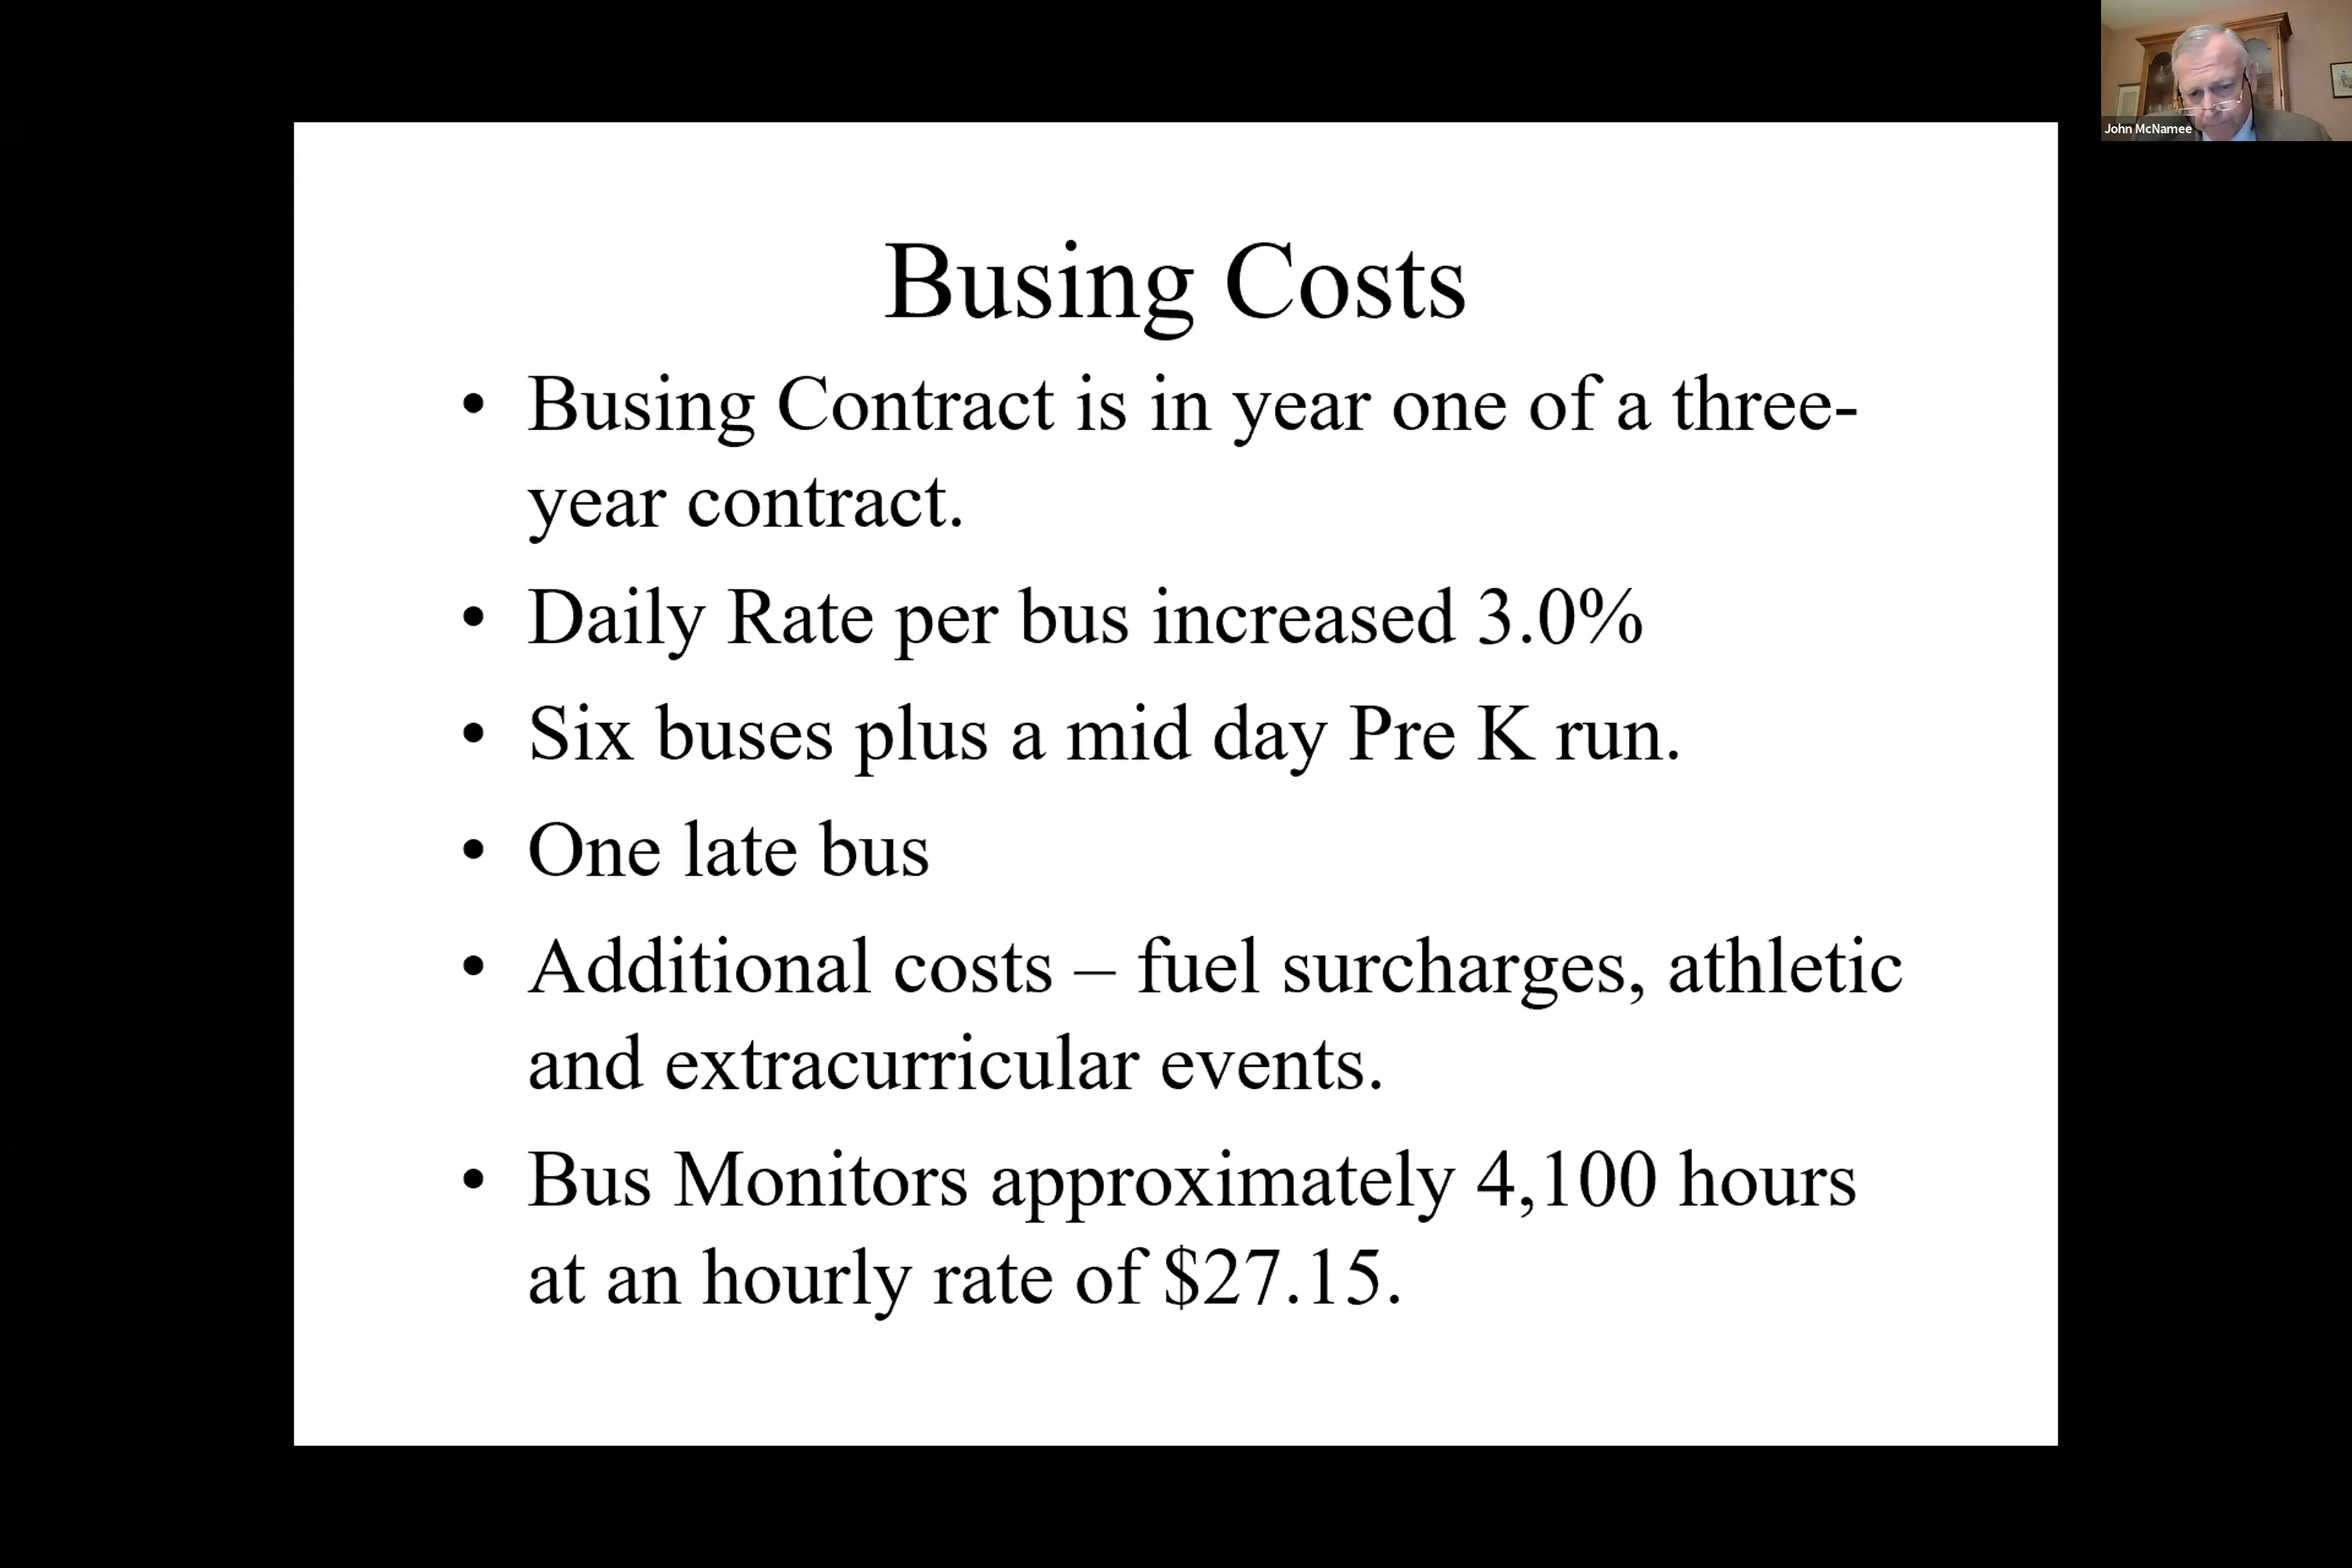 John McNamee
Busing Costs
• Busing Contract is in year one of a three-
year contract.
• Daily Rate per bus increased 3.0%
• Six buses plus a mid day Pre K run.
• One late bus
• Additional costs – fuel surcharges, athletic
and extracurricular events.
• Bus Monitors approximately 4,100 hours
at an hourly rate of $27.15.